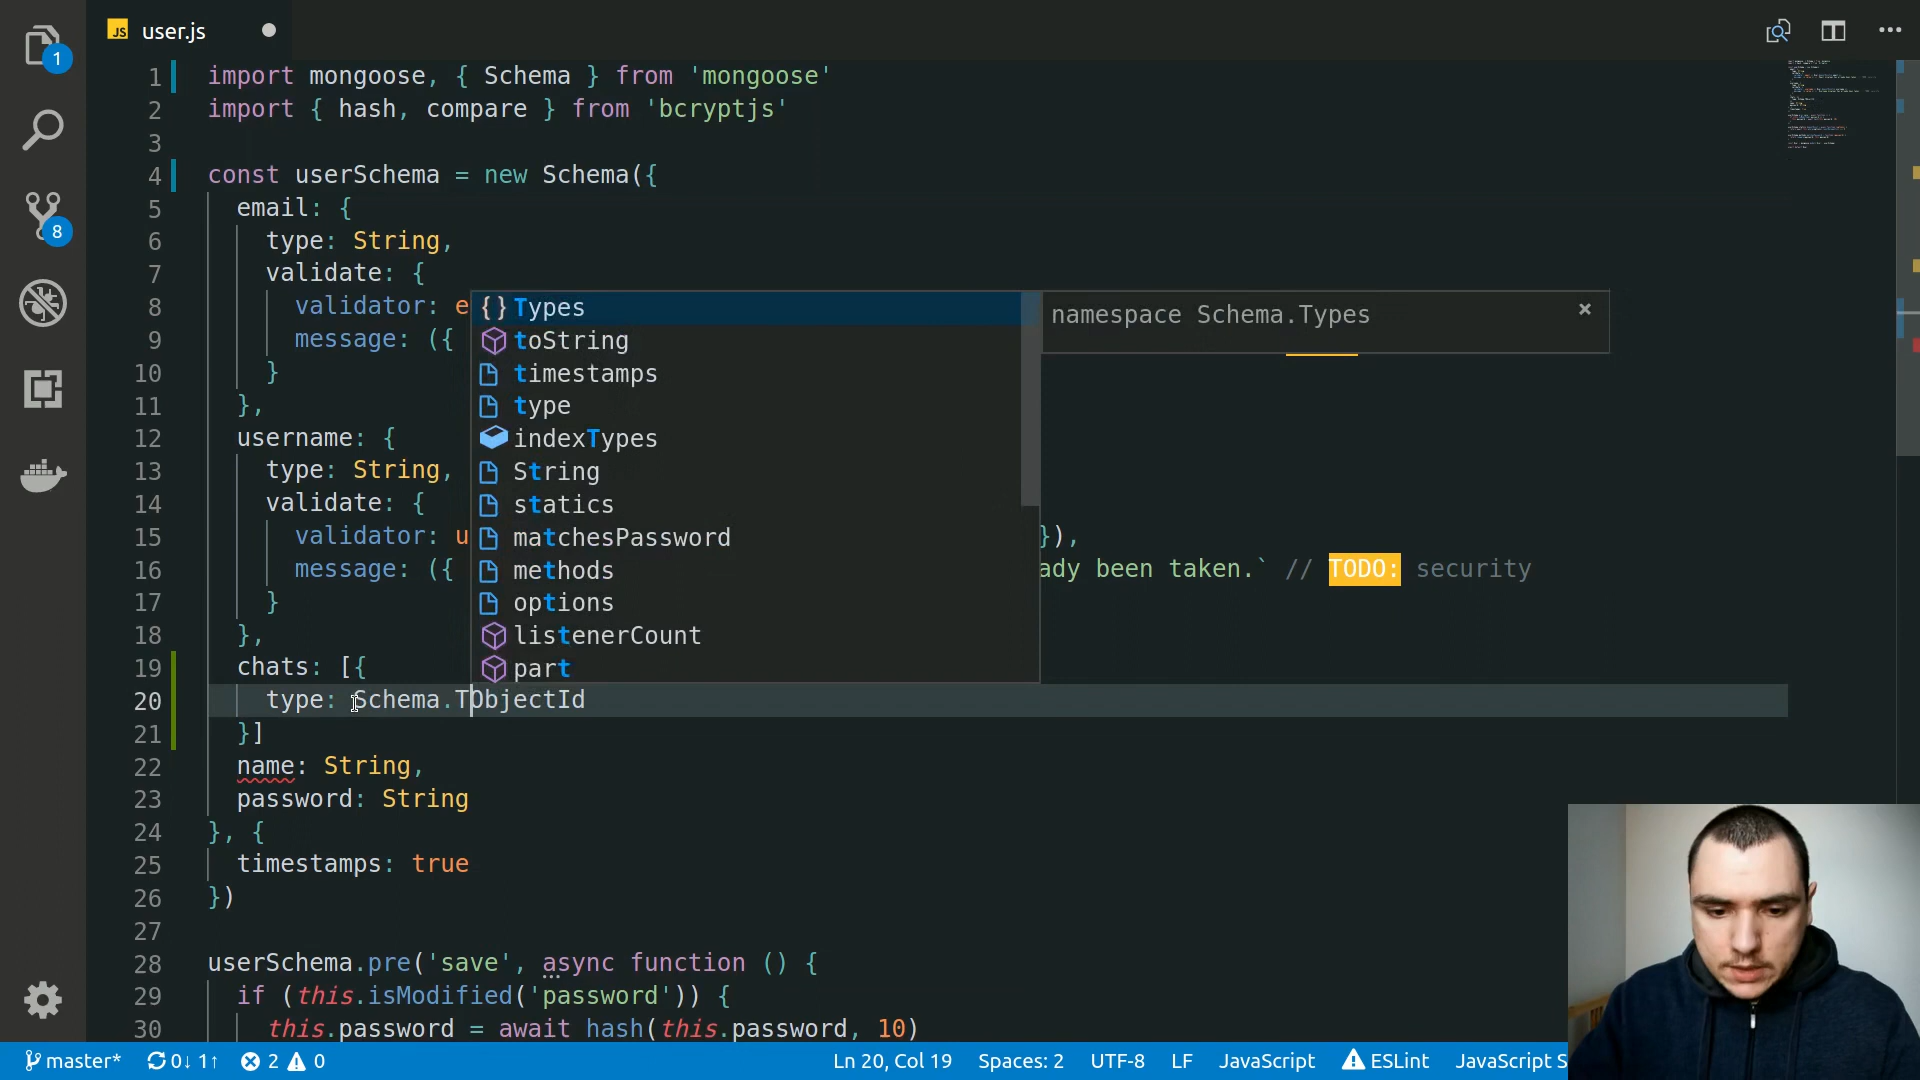 JS user.js
1
8
1 import mongoose, { Schema } from 'mongoose'
2 import { hash, compare } from 'bcryptjs'
3
4 const userSchema = new Schema({
5 email: {
6 type: String,
7 validate: {
8 validator: e
9 message: ({
10 }
11 },
12 username: {
13 type: String,
14 validate: {
15 validator: u }),
16 message: ({ ady been taken.` // TODO: security
17 }
18 },
19 chats: [{
20 type: Schema.TObjectId
21 }]
22 name: String,
23 password: String
24 }, {
25 timestamps: true
26 })
27
28 userSchema.pre('save', async function () {
29 if (this.isModified('password')) {
30 this.password = await hash(this.password, 10)
{} Types
toString
timestamps
type
indexTypes
String
statics
matchesPassword
methods
options
listenerCount
part
namespace Schema.Types ×
master* 0↓ 1↑ 2 0 Ln 20, Col 19 Spaces: 2 UTF-8 LF JavaScript ESLint JavaScript S